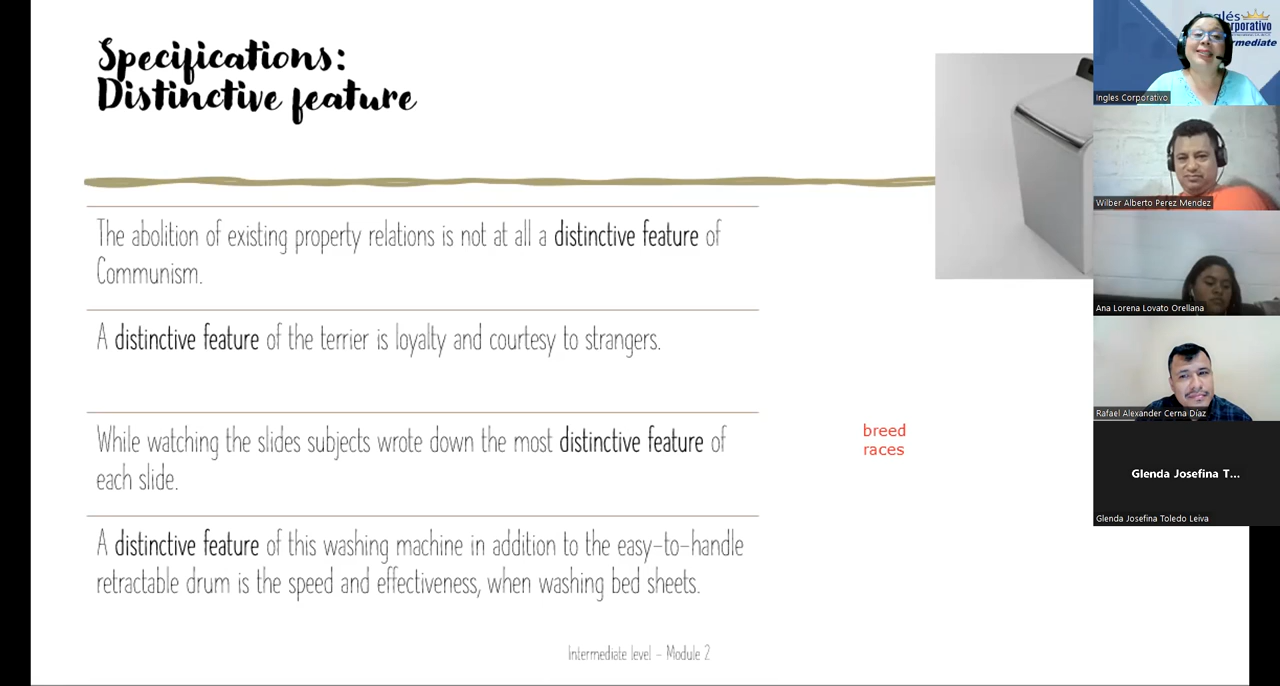 Specifications:
Distinctive feature
The abolition of existing property relations is not at all a distinctive feature of
Communism.
A distinctive feature of the terrier is loyalty and courtesy to strangers.
While watching the slides subjects wrote down the most distinctive feature of
each slide.
A distinctive feature of this washing machine in addition to the easy-to-handle
retractable drum is the speed and effectiveness, when washing bed sheets.
Intermediate level - Module 2
breed
races
Ingles Corporativo
Wilber Alberto Perez Mendez
Ana Lorena Lovato Orellana
Rafael Alexander Cerna Díaz
Glenda Josefina T...
Glenda Josefina Toledo Leiva